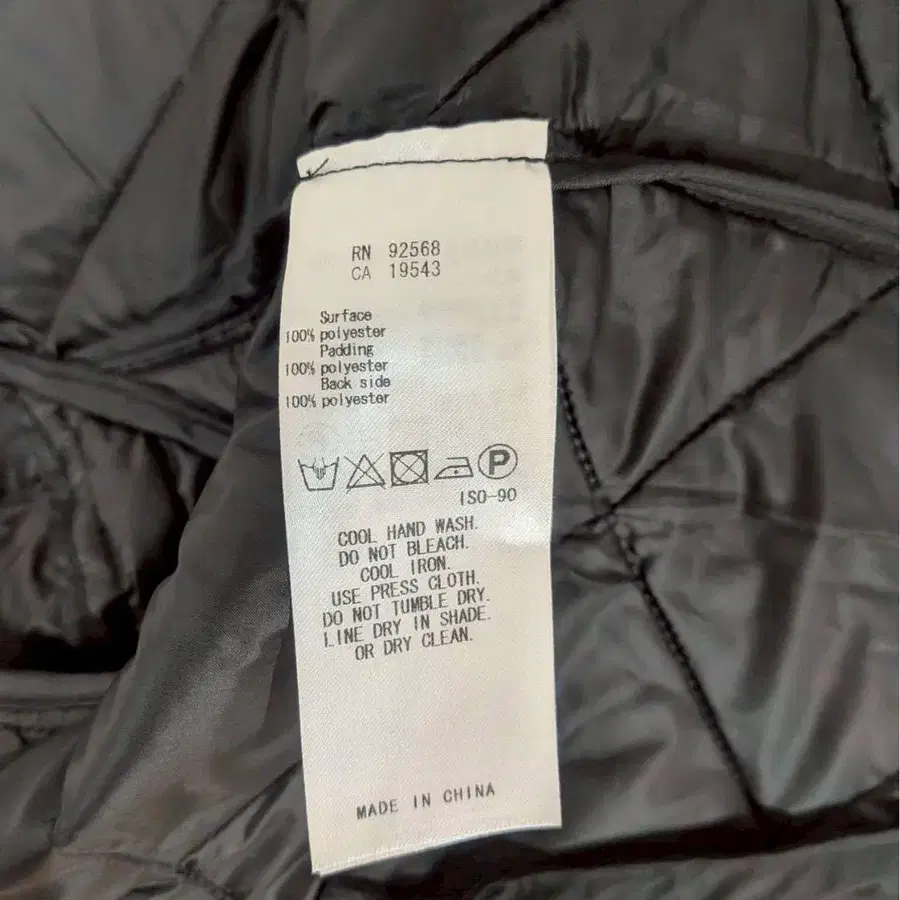 RN 92568
CA 19543
Surface
100% polyester
Padding
100% polyester
Back side
100% polyester
P
ISO-90
COOL HAND WASH.
DO NOT BLEACH.
COOL IRON.
USE PRESS CLOTH.
DO NOT TUMBLE DRY.
LINE DRY IN SHADE.
OR DRY CLEAN.
MADE IN CHINA